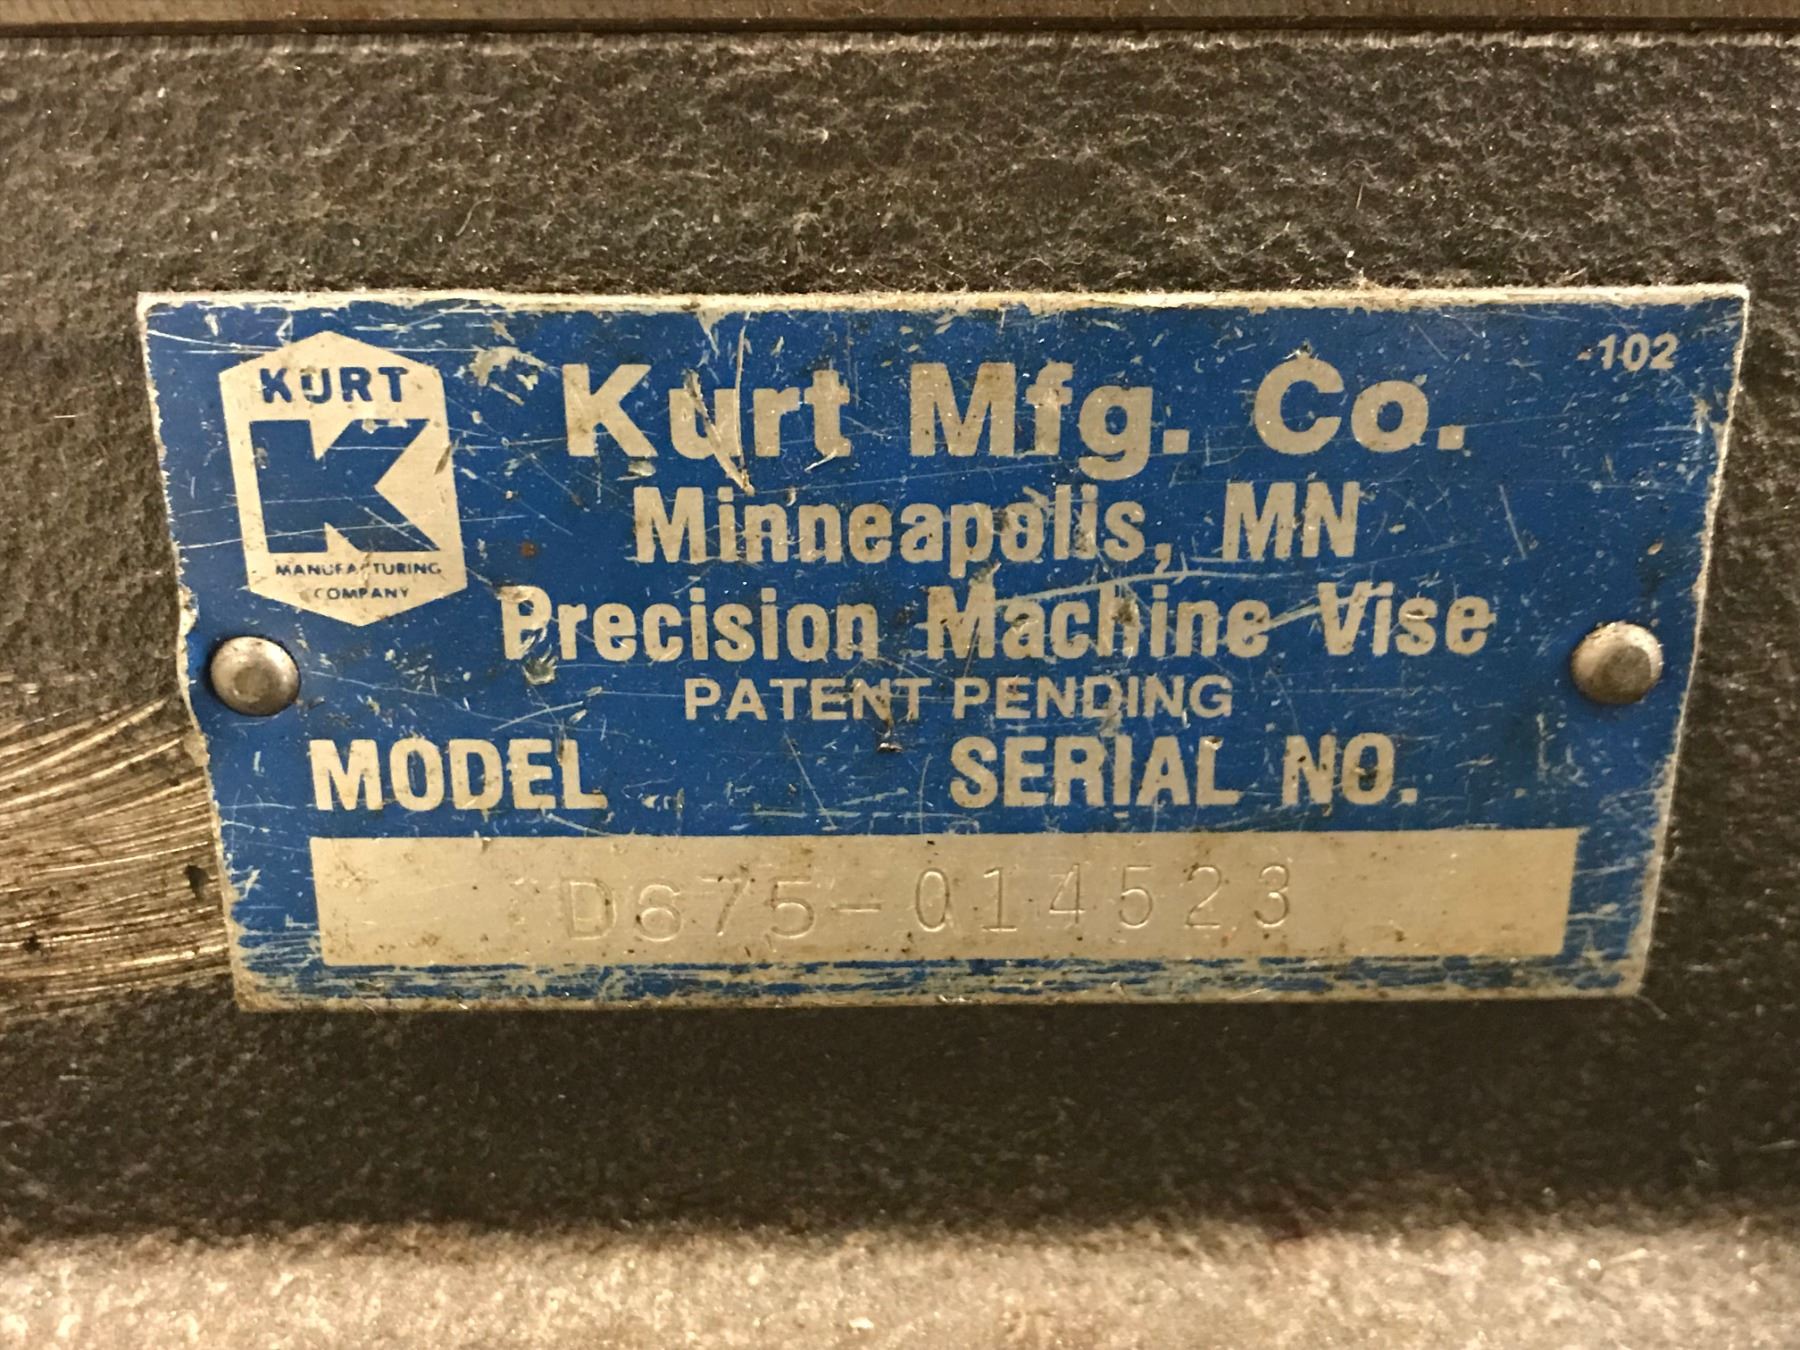 -102
KURT
K
MANUFACTURING
COMPANY
Kurt Mfg. Co.
Minneapolis, MN
Precision Machine Vise
PATENT PENDING
MODEL SERIAL NO.
D675-014523